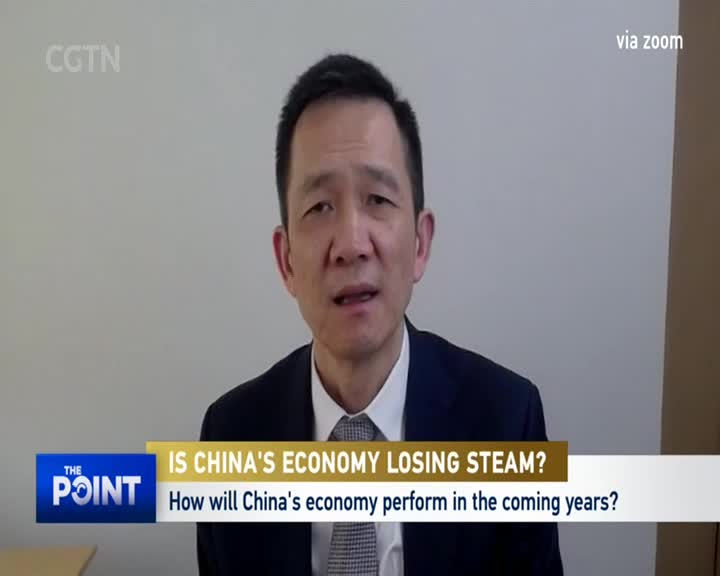 CGTN
via zoom
IS CHINA'S ECONOMY LOSING STEAM?
THE
POINT
How will China's economy perform in the coming years?